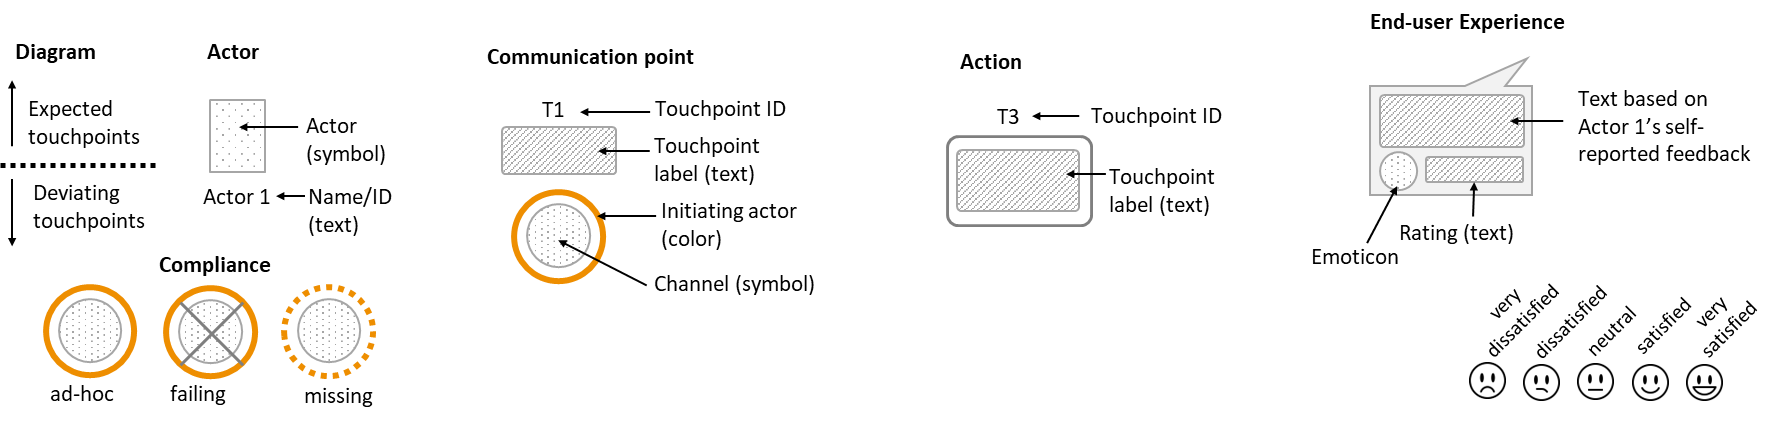 Diagram
Expected
touchpoints
Deviating
touchpoints
Actor
Actor
(symbol)
Actor 1
Name/ID
(text)
Compliance
ad-hoc
failing
missing
Communication point
T1
Touchpoint ID
Touchpoint
label (text)
Initiating actor
(color)
Channel (symbol)
Action
T3
Touchpoint ID
Touchpoint
label (text)
End-user Experience
Text based on
Actor 1’s self-
reported feedback
Rating (text)
Emoticon
very
dissatisfied
dissatisfied
neutral
satisfied
very
satisfied